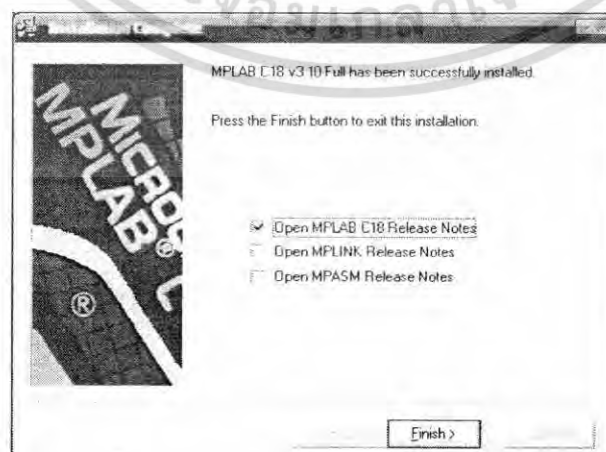 MPLAB C18 v3.10 Full has been successfully installed.
Press the Finish button to exit this installation.
Open MPLAB C18 Release Notes
Open MPLINK Release Notes
Open MPASM Release Notes
MICRO
MPLAB®
C
®
Finish >